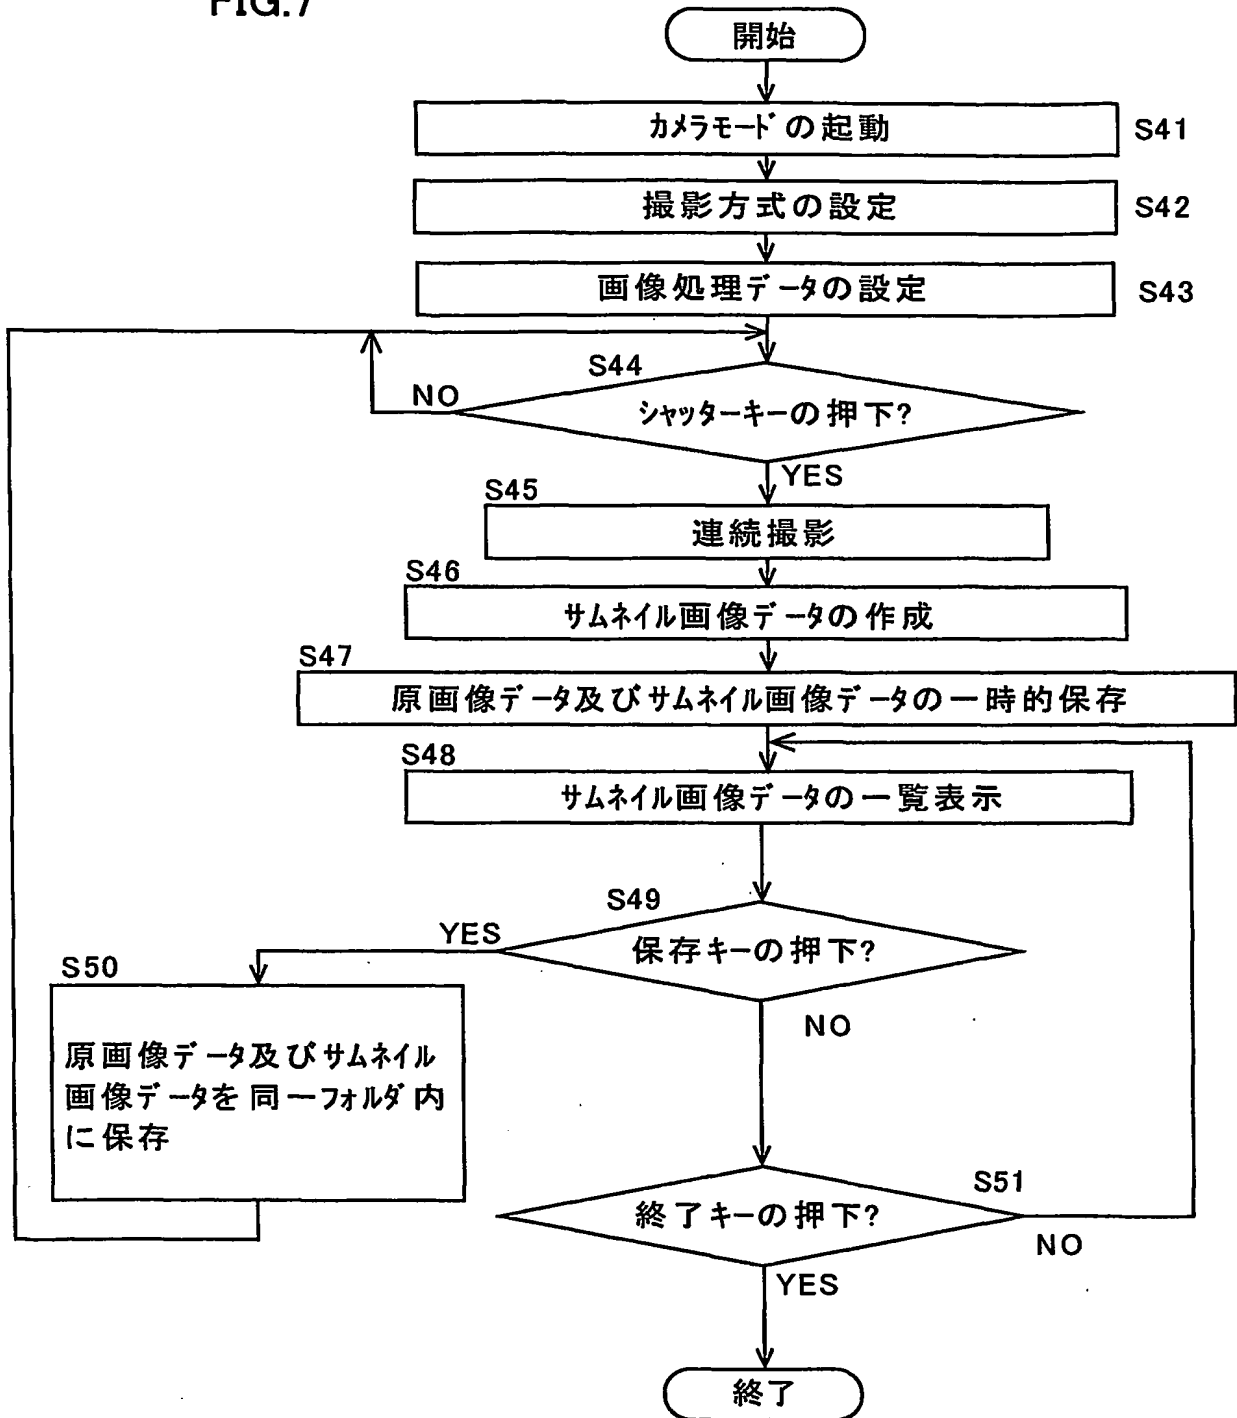 FIG.7
開始
カメラモードの起動
S41
撮影方式の設定
S42
画像処理データの設定
S43
S44
NO
シャッターキーの押下?
YES
S45
連続撮影
S46
サムネイル画像データの作成
S47
原画像データ及びサムネイル画像データの一時的保存
S48
サムネイル画像データの一覧表示
S49
YES
保存キーの押下?
NO
S50
原画像データ及びサムネイル
画像データを同一フォルダ内
に保存
S51
終了キーの押下?
NO
YES
終了